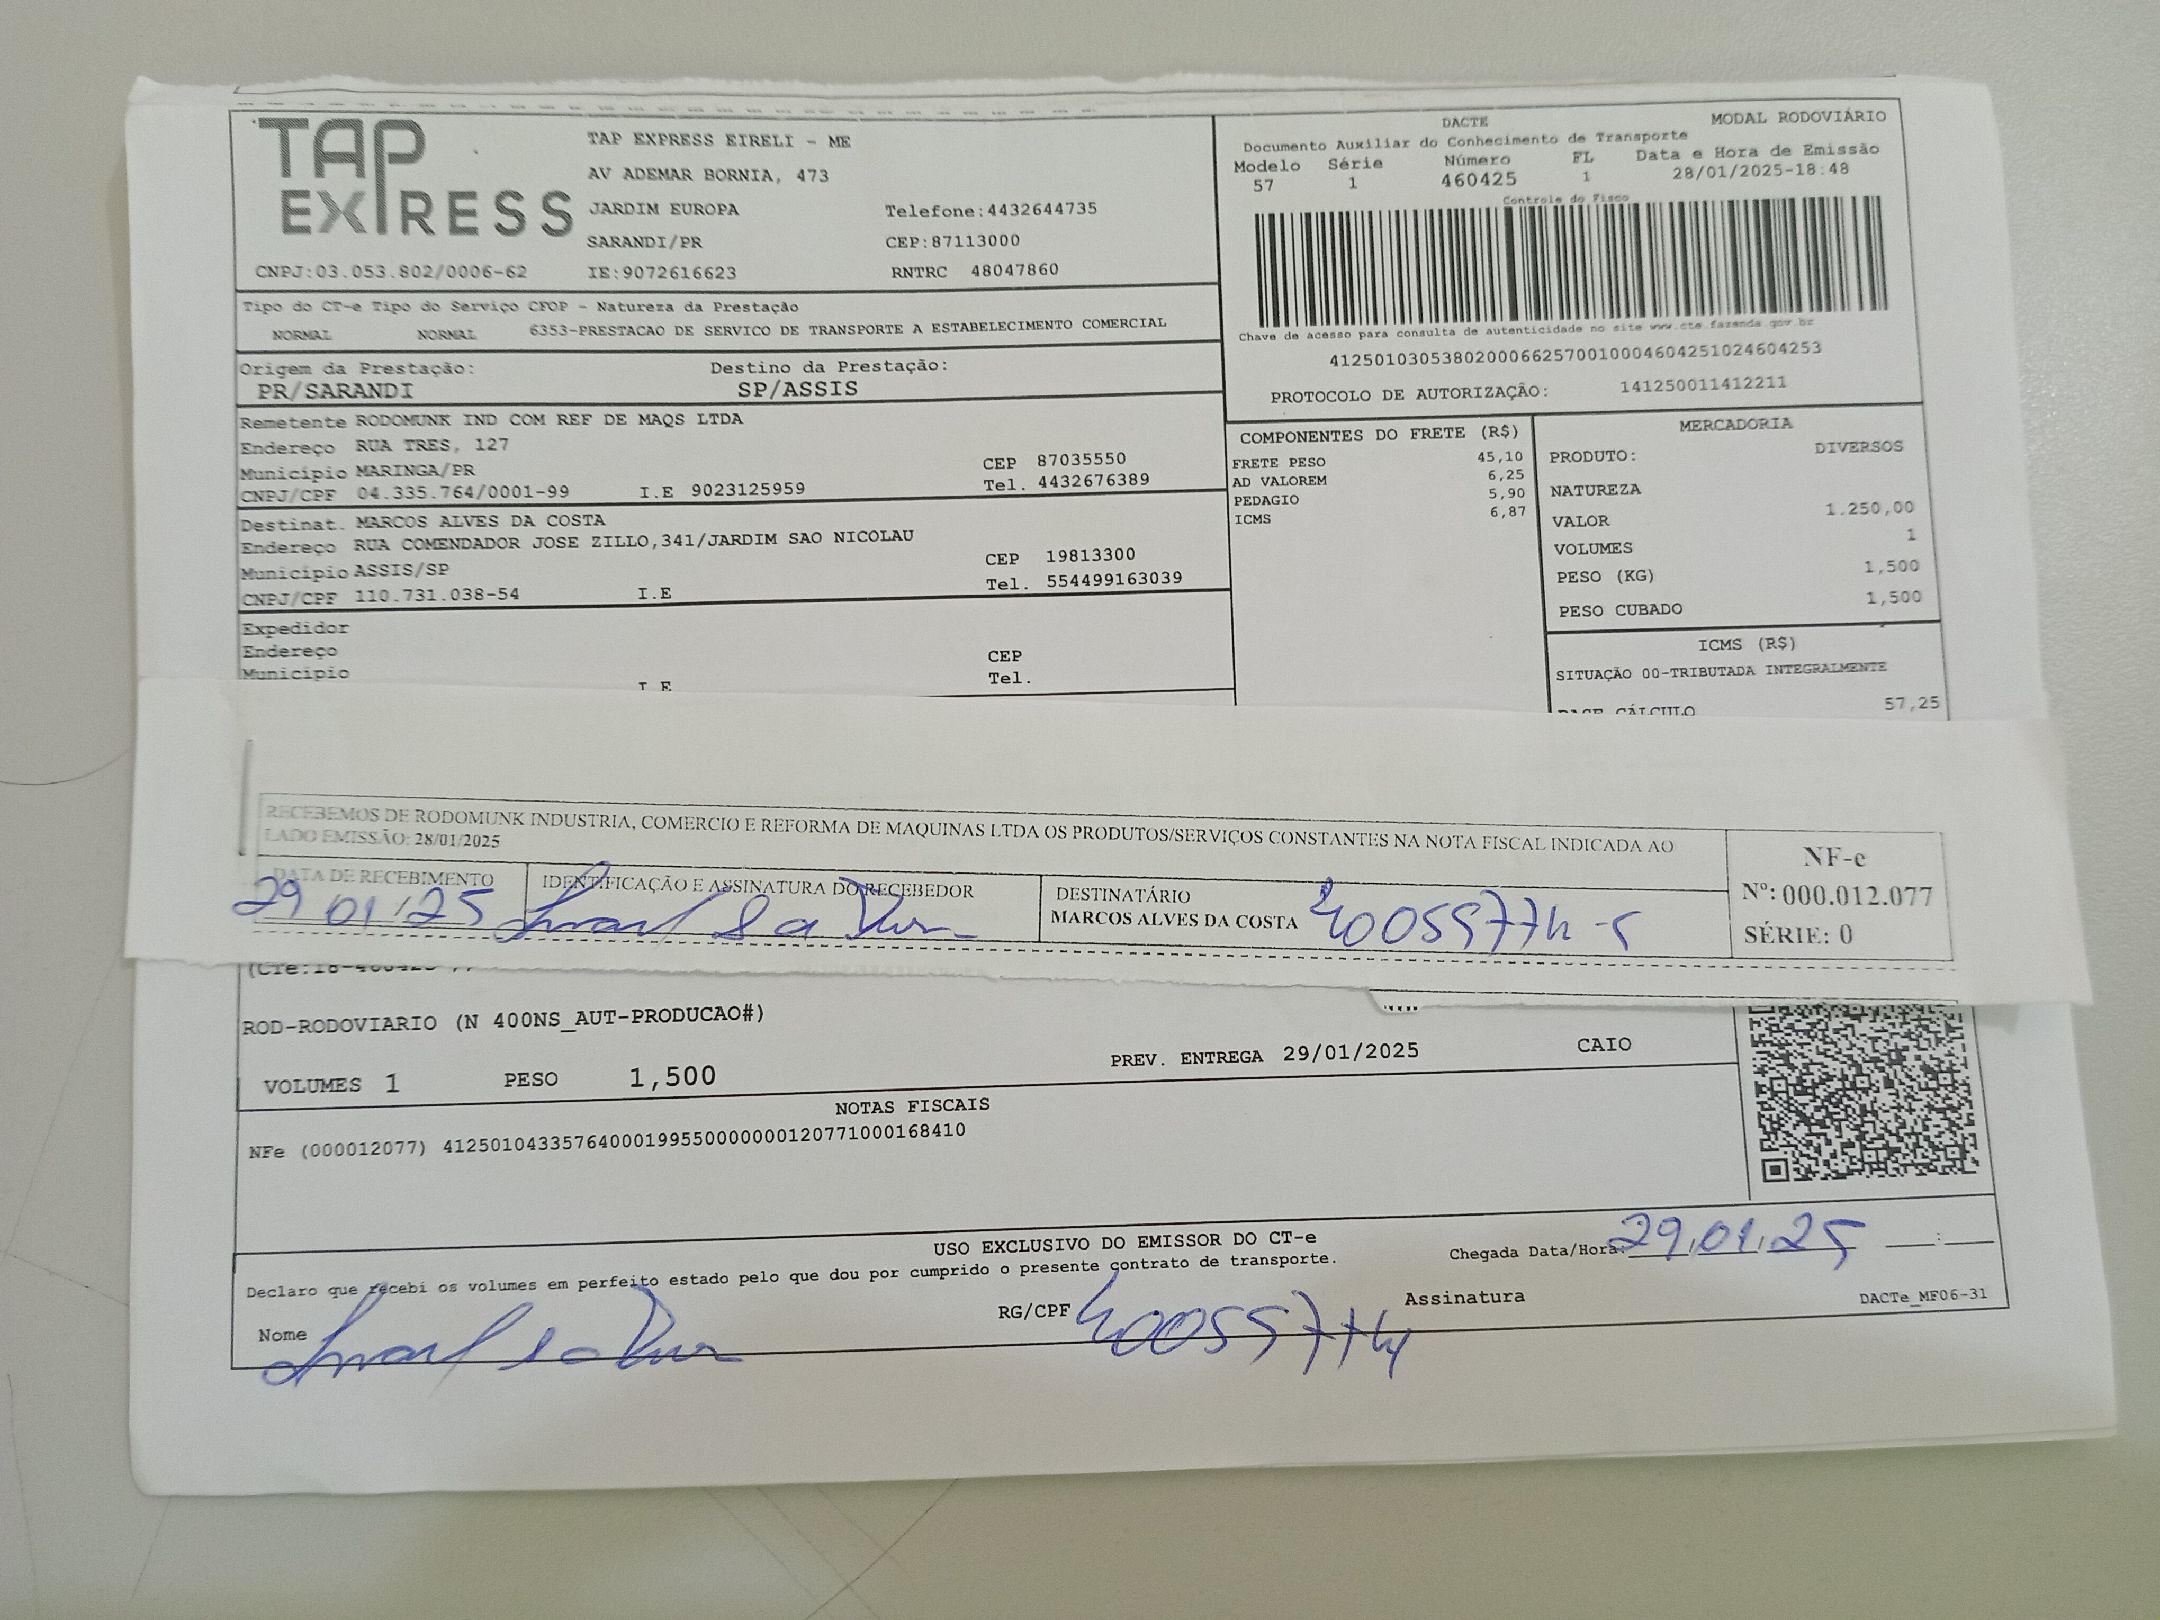 TAP EXPRESS
TAP EXPRESS EIRELI - ME
AV ADEMAR BORNIA, 473
JARDIM EUROPA Telefone:4432644735
SARANDI/PR CEP:87113000
CNPJ:03.053.802/0006-62 IE:9072616623 RNTRC 48047860
DACTE MODAL RODOVIÁRIO
Documento Auxiliar do Conhecimento de Transporte
Modelo Série Número FL Data e Hora de Emissão
57 1 460425 1 28/01/2025-18:48
Controle do Fisco
Chave de acesso para consulta de autenticidade no site www.cte.fazenda.gov.br
41250103053802000662570010004604251024604253
PROTOCOLO DE AUTORIZAÇÃO: 141250011412211
Tipo do CT-e Tipo do Serviço CFOP - Natureza da Prestação
NORMAL NORMAL 6353-PRESTACAO DE SERVICO DE TRANSPORTE A ESTABELECIMENTO COMERCIAL
Origem da Prestação: Destino da Prestação:
PR/SARANDI SP/ASSIS
Remetente RODOMUNK IND COM REF DE MAQS LTDA
Endereço RUA TRES, 127
Município MARINGA/PR CEP 87035550
CNPJ/CPF 04.335.764/0001-99 I.E 9023125959 Tel. 4432676389
Destinat. MARCOS ALVES DA COSTA
Endereço RUA COMENDADOR JOSE ZILLO,341/JARDIM SAO NICOLAU
Município ASSIS/SP CEP 19813300
CNPJ/CPF 110.731.038-54 I.E Tel. 554499163039
Expedidor
Endereço
Município CEP
I.E Tel.
COMPONENTES DO FRETE (R$)
FRETE PESO 45,10
AD VALOREM 6,25
PEDAGIO 5,90
ICMS 6,87
MERCADORIA
PRODUTO: DIVERSOS
NATUREZA
VALOR 1.250,00
VOLUMES 1
PESO (KG) 1,500
PESO CUBADO 1,500
ICMS (R$)
SITUAÇÃO 00-TRIBUTADA INTEGRALMENTE
BASE CÁLCULO 57,25
RECEBEMOS DE RODOMUNK INDUSTRIA, COMERCIO E REFORMA DE MAQUINAS LTDA OS PRODUTOS/SERVIÇOS CONSTANTES NA NOTA FISCAL INDICADA AO
LADO EMISSÃO: 28/01/2025
DATA DE RECEBIMENTO IDENTIFICAÇÃO E ASSINATURA DO RECEBEDOR DESTINATÁRIO
29 01/25 MARCOS ALVES DA COSTA
NF-e
Nº: 000.012.077
SÉRIE: 0
ROD-RODOVIARIO (N 400NS_AUT-PRODUCAO#)
VOLUMES 1 PESO 1,500 PREV. ENTREGA 29/01/2025 CAIO
NOTAS FISCAIS
NFe (000012077) 41250104335764000199550000000120771000168410
USO EXCLUSIVO DO EMISSOR DO CT-e
Declaro que recebi os volumes em perfeito estado pelo que dou por cumprido o presente contrato de transporte.
Chegada Data/Hora: 29.01.25 __:__
Nome RG/CPF Assinatura DACTe_MF06-31